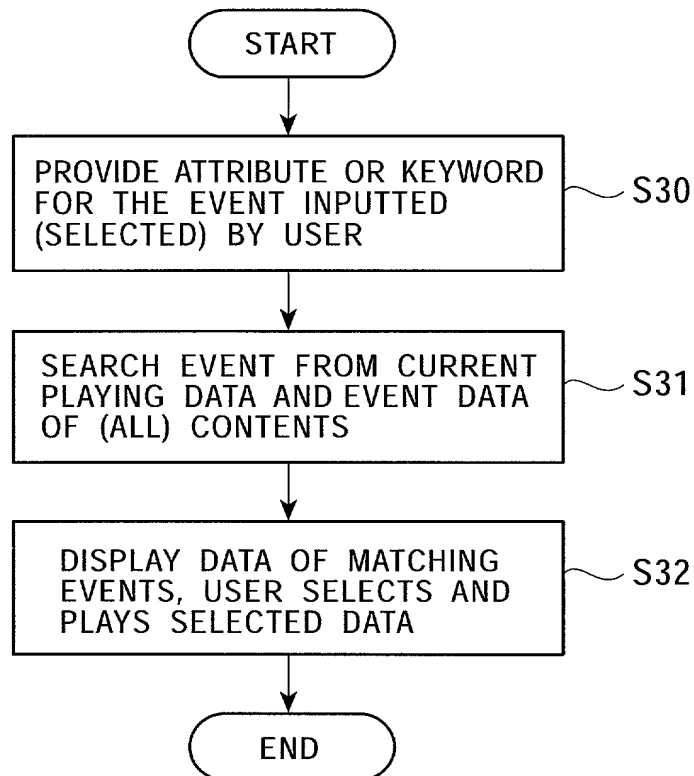 START
PROVIDE ATTRIBUTE OR KEYWORD
FOR THE EVENT INPUTTED
(SELECTED) BY USER
S30
SEARCH EVENT FROM CURRENT
PLAYING DATA AND EVENT DATA
OF (ALL) CONTENTS
S31
DISPLAY DATA OF MATCHING
EVENTS, USER SELECTS AND
PLAYS SELECTED DATA
S32
END